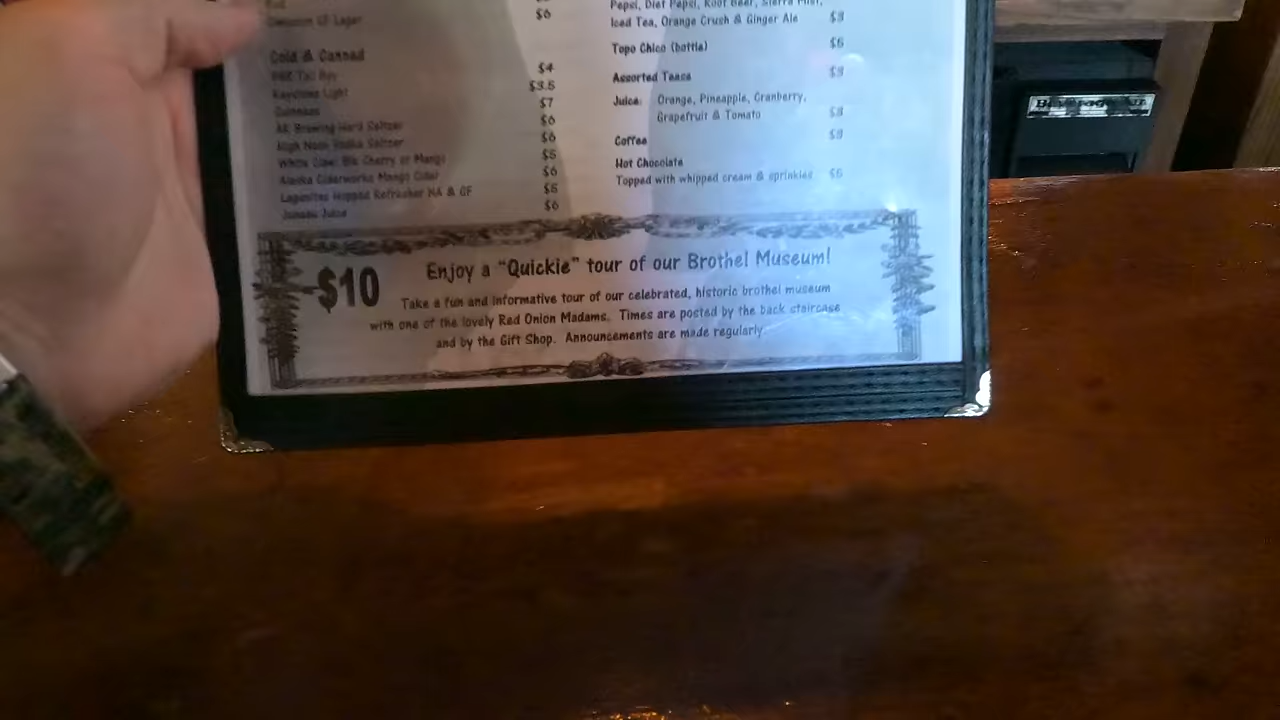 $6
Cold & Canned
$4
Keystone Light $3.5
Guinness $7
AK Brewing Hard Seltzer $6
High Noon Vodka Seltzer $6
White Claw: Blk Cherry or Mango $5
Alaska Ciderworks Mango Cider $6
Lagunitas Hopped Refresher NA & GF $5
$6
Pepsi, Diet Pepsi, Root Beer, Sierra Mist,
Iced Tea, Orange Crush & Ginger Ale $3
Topo Chico (bottle) $6
Assorted Teas $3
Juice: Orange, Pineapple, Cranberry,
Grapefruit & Tomato $3
Coffee $3
Hot Chocolate
Topped with whipped cream & sprinkles $6
$10
Enjoy a "Quickie" tour of our Brothel Museum!
Take a fun and informative tour of our celebrated, historic brothel museum
with one of the lovely Red Onion Madams. Times are posted by the back staircase
and by the Gift Shop. Announcements are made regularly.